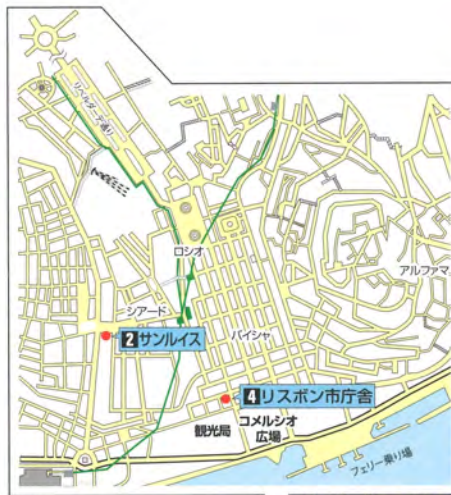 リベルダーデ通り
ロシオ
アルファマ
シアード
2 サンルイス
バイシャ
4 リスボン市庁舎
観光局
コメルシオ
広場
フェリー乗り場